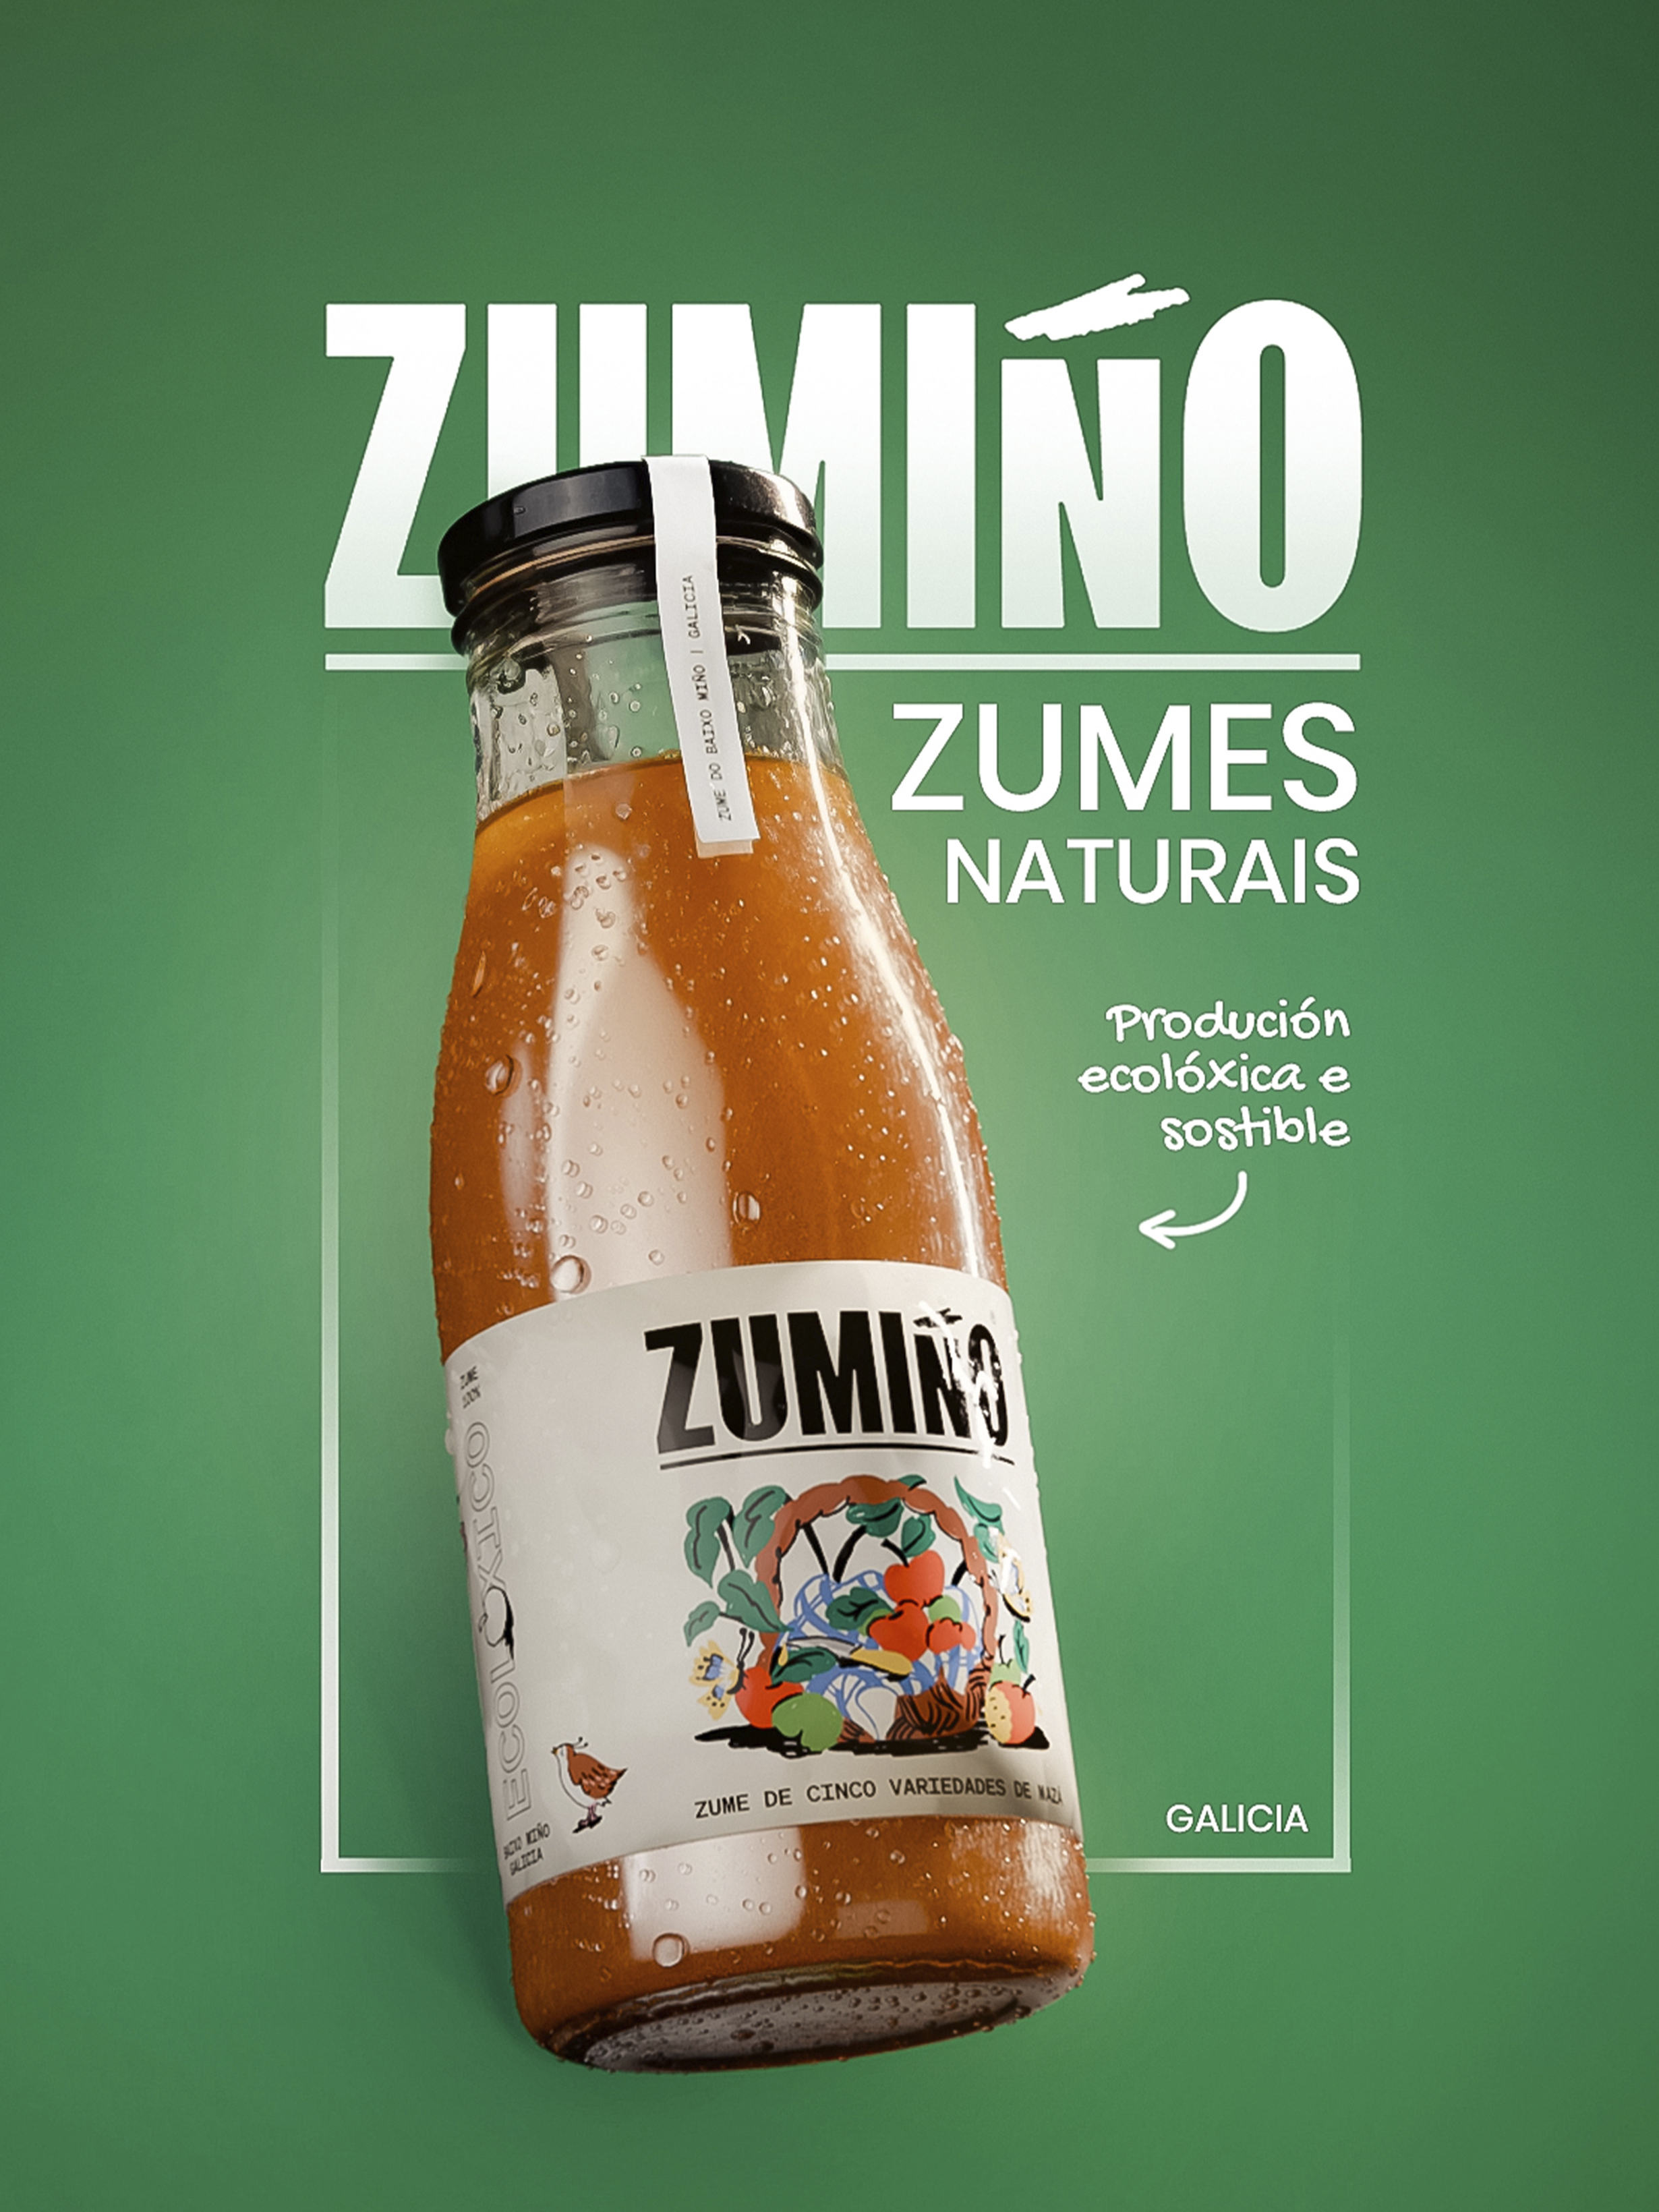 ZUMIÑO
ZUMES
NATURAIS
Produción
ecolóxica e
sostible
ZUME DO BAIXO MIÑO | GALICIA
ZUMIÑO
ZUME
100%
ECOLÓXICO
BAIXO MIÑO
GALICIA
ZUME DE CINCO VARIEDADES DE MAZÁ
GALICIA